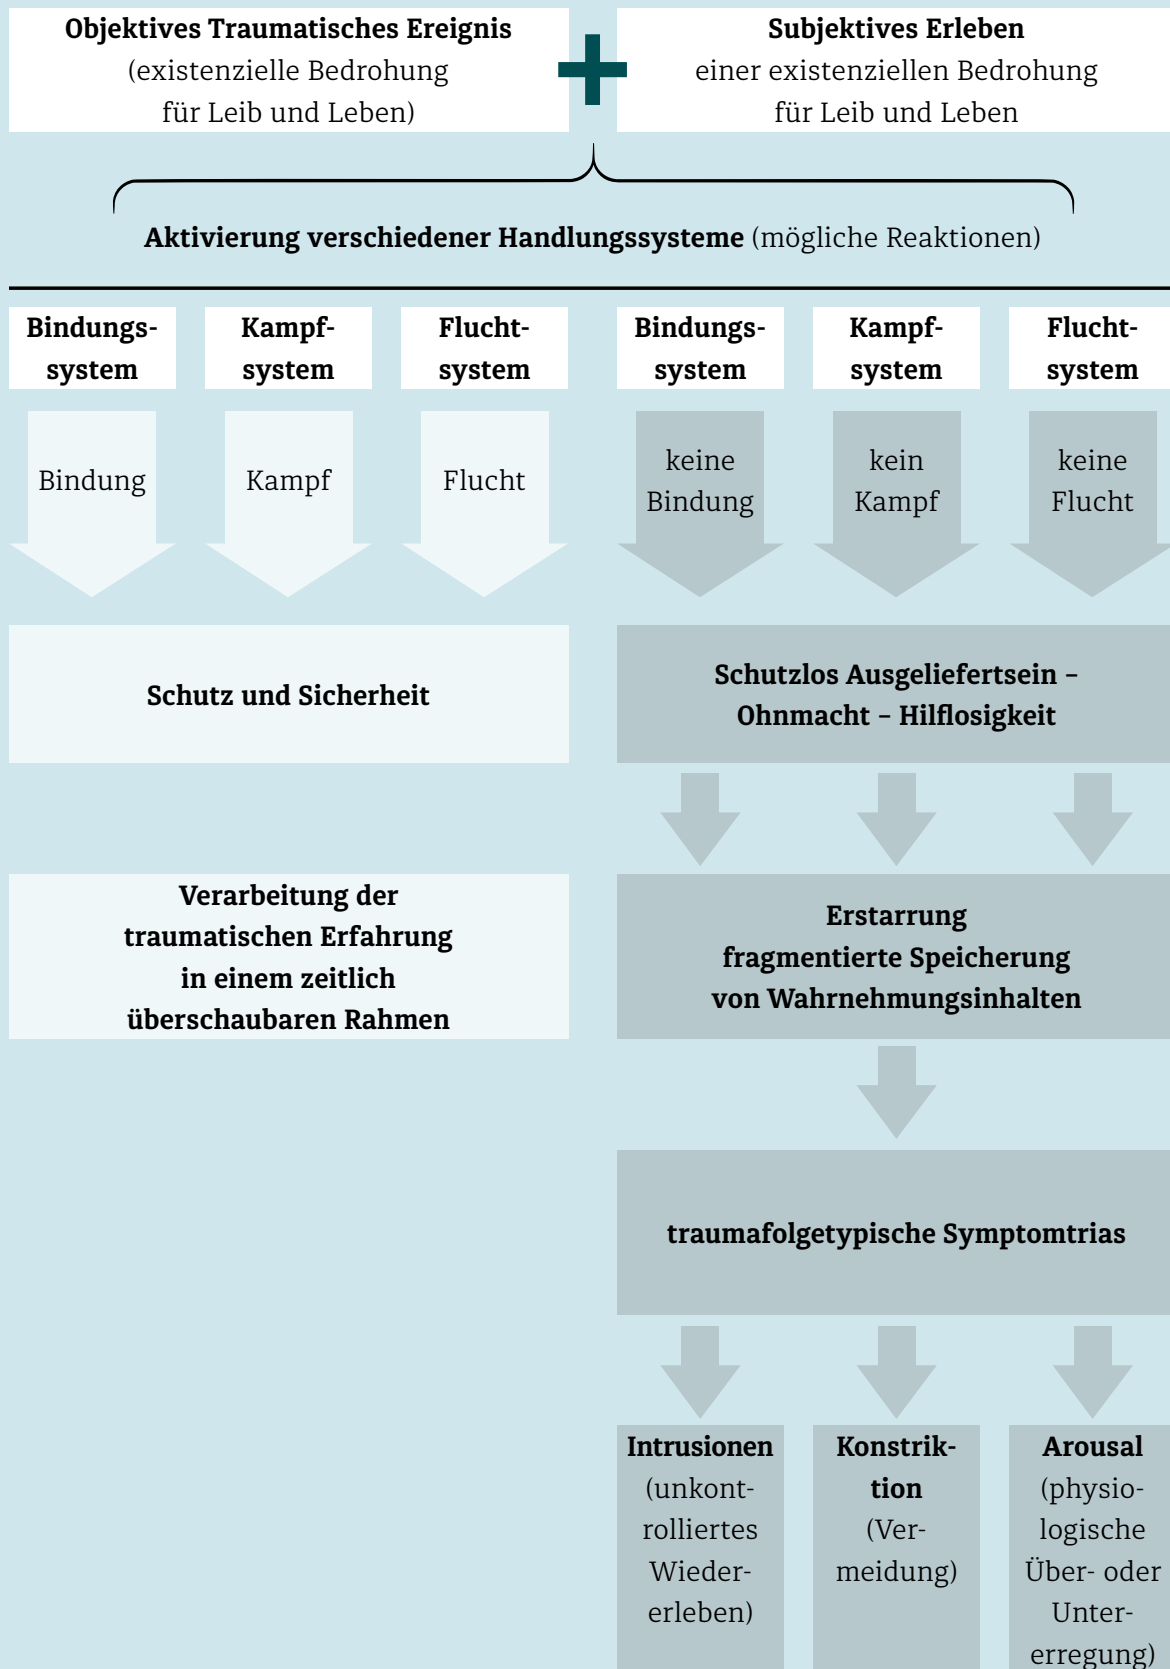 Objektives Traumatisches Ereignis
(existenzielle Bedrohung
für Leib und Leben)
Subjektives Erleben
einer existenziellen Bedrohung
für Leib und Leben
Aktivierung verschiedener Handlungssysteme (mögliche Reaktionen)
Bindungs-
system
Kampf-
system
Flucht-
system
Bindungs-
system
Kampf-
system
Flucht-
system
Bindung
Kampf
Flucht
keine
Bindung
kein
Kampf
keine
Flucht
Schutz und Sicherheit
Schutzlos Ausgeliefertsein –
Ohnmacht – Hilflosigkeit
Verarbeitung der
traumatischen Erfahrung
in einem zeitlich
überschaubaren Rahmen
Erstarrung
fragmentierte Speicherung
von Wahrnehmungsinhalten
traumafolgetypische Symptomtrias
Intrusionen
(unkont-
rolliertes
Wieder-
erleben)
Konstrik-
tion
(Ver-
meidung)
Arousal
(physio-
logische
Über- oder
Unter-
erregung)